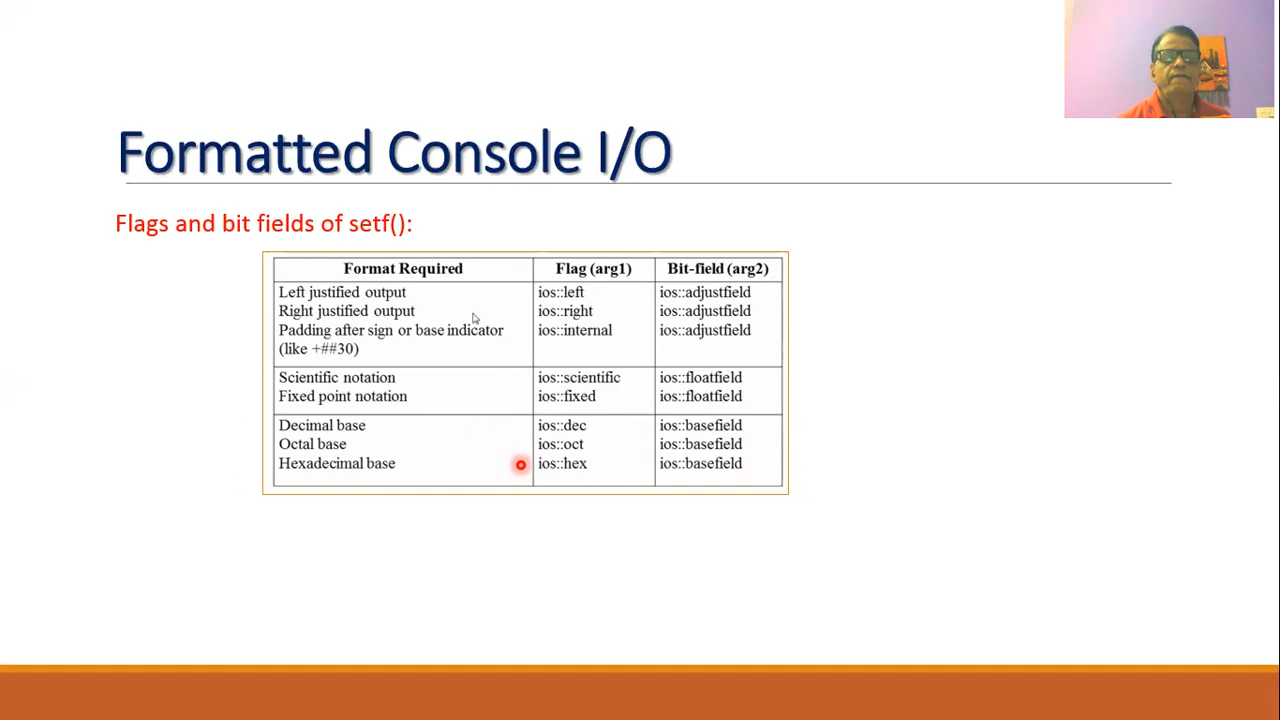 Formatted Console I/O
Flags and bit fields of setf():
Format Required Flag (arg1) Bit-field (arg2)
Left justified output ios::left ios::adjustfield
Right justified output ios::right ios::adjustfield
Padding after sign or base indicator ios::internal ios::adjustfield
(like +##30)
Scientific notation ios::scientific ios::floatfield
Fixed point notation ios::fixed ios::floatfield
Decimal base ios::dec ios::basefield
Octal base ios::oct ios::basefield
Hexadecimal base ios::hex ios::basefield